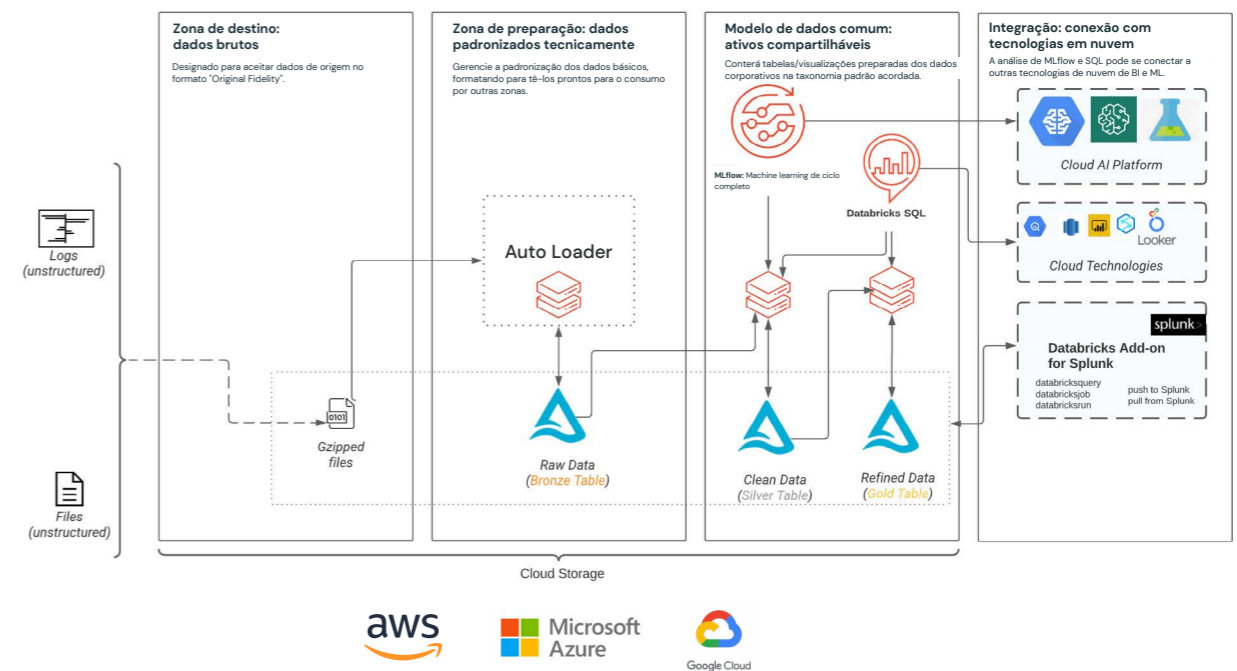 Zona de destino:
dados brutos
Designado para aceitar dados de origem no
formato "Original Fidelity".
Zona de preparação: dados
padronizados tecnicamente
Gerencie a padronização dos dados básicos,
formatando para tê-los prontos para o consumo
por outras zonas.
Modelo de dados comum:
ativos compartilháveis
Conterá tabelas/visualizações preparadas dos dados
corporativos na taxonomia padrão acordada.
Integração: conexão com
tecnologias em nuvem
A análise de MLflow e SQL pode se conectar a
outras tecnologias de nuvem de BI e ML.
Logs
(unstructured)
Files
(unstructured)
0101
Gzipped
files
Auto Loader
Raw Data
(Bronze Table)
MLflow: Machine learning de ciclo
completo
Databricks SQL
Clean Data
(Silver Table)
Refined Data
(Gold Table)
Cloud AI Platform
Looker
Cloud Technologies
splunk>
Databricks Add-on
for Splunk
databricksquery
databricksjob
databricksrun
push to Splunk
pull from Splunk
Cloud Storage
aws
Microsoft
Azure
Google Cloud